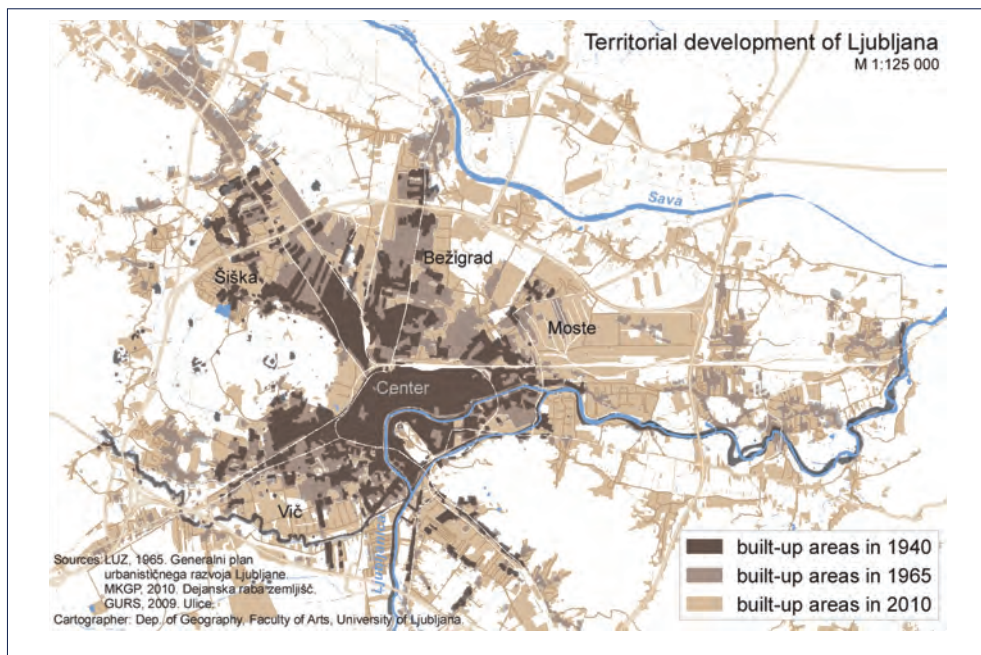 Territorial development of Ljubljana
M 1:125 000
Sava
Bežigrad
Šiška
Moste
Center
Vič
Ljubljanica
built-up areas in 1940
built-up areas in 1965
built-up areas in 2010
Sources: LUZ, 1965. Generalni plan
urbanističnega razvoja Ljubljane.
MKGP, 2010. Dejanska raba zemljišč.
GURS, 2009. Ulice.
Cartographer: Dep. of Geography, Faculty of Arts, University of Ljubljana.